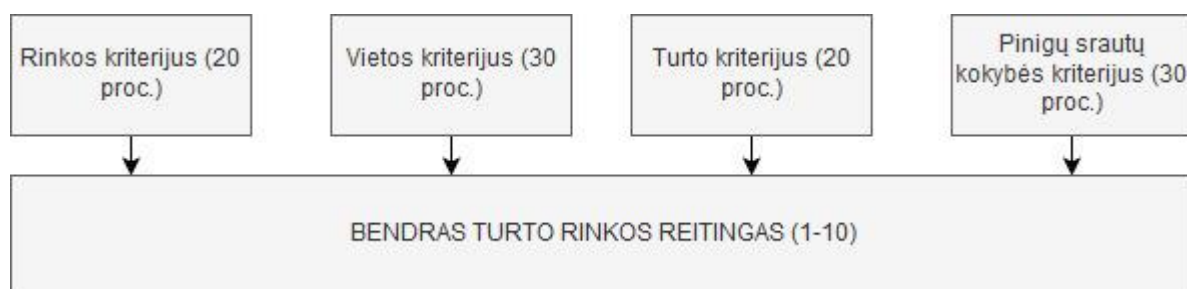 Rinkos kriterijus (20
proc.)
Vietos kriterijus (30
proc.)
Turto kriterijus (20
proc.)
Pinigų srautų
kokybės kriterijus (30
proc.)
BENDRAS TURTO RINKOS REITINGAS (1-10)